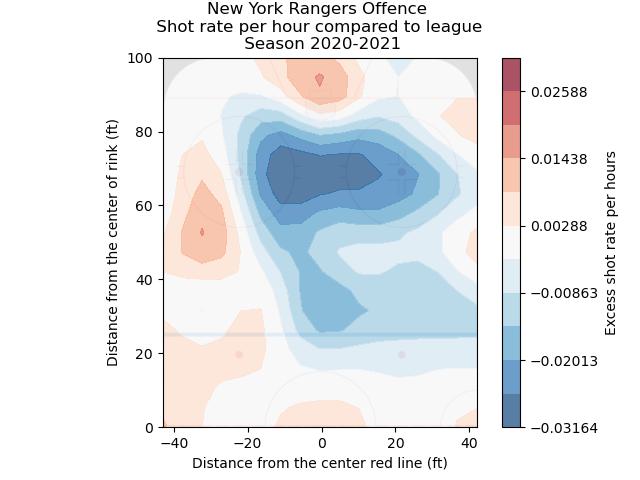 New York Rangers Offence
Shot rate per hour compared to league
Season 2020-2021
100
80
60
40
20
0
Distance from the center of rink (ft)
−40
−20
0
20
40
Distance from the center red line (ft)
0.02588
0.01438
0.00288
−0.00863
−0.02013
−0.03164
Excess shot rate per hours